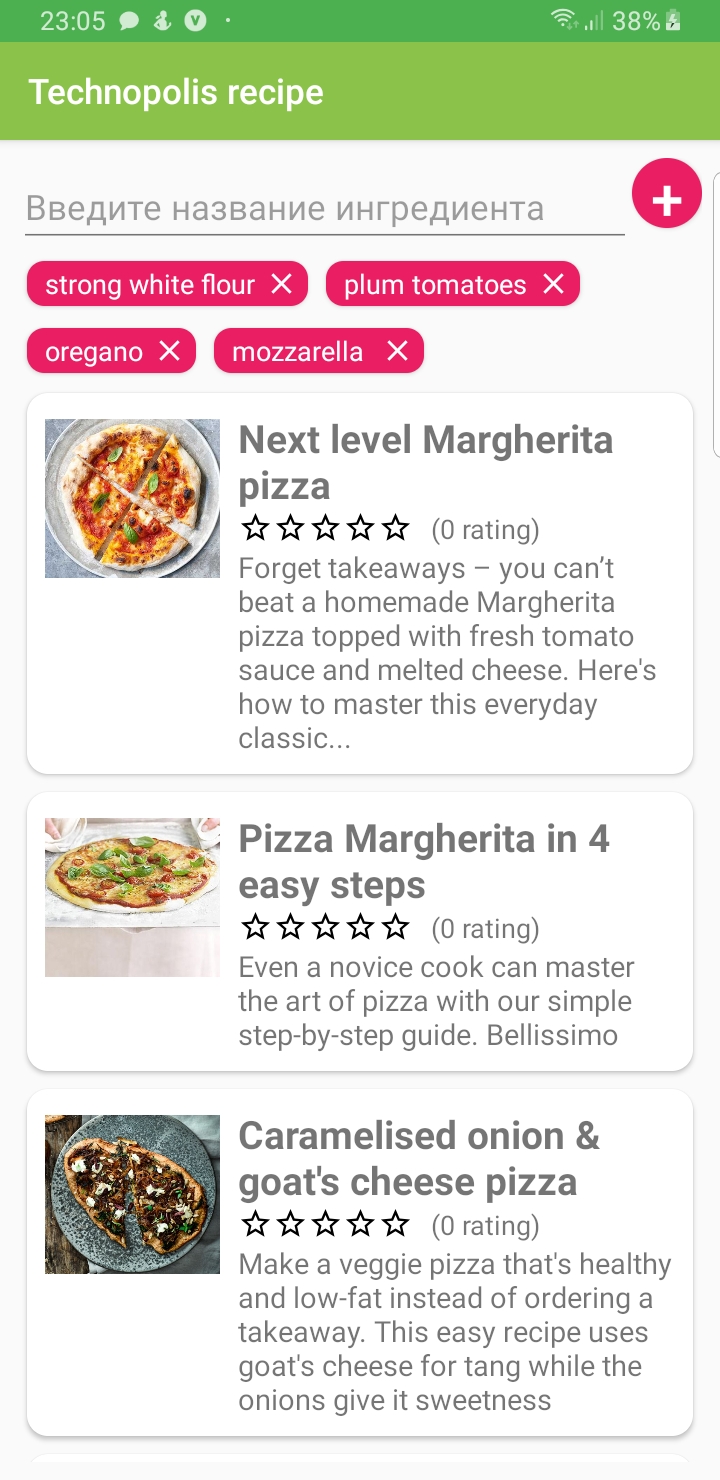 23:05 V 38%
Technopolis recipe
Введите название ингредиента +
strong white flour plum tomatoes
oregano mozzarella
Next level Margherita
pizza
(0 rating)
Forget takeaways – you can’t
beat a homemade Margherita
pizza topped with fresh tomato
sauce and melted cheese. Here's
how to master this everyday
classic...
Pizza Margherita in 4
easy steps
(0 rating)
Even a novice cook can master
the art of pizza with our simple
step-by-step guide. Bellissimo
Caramelised onion &
goat's cheese pizza
(0 rating)
Make a veggie pizza that's healthy
and low-fat instead of ordering a
takeaway. This easy recipe uses
goat's cheese for tang while the
onions give it sweetness